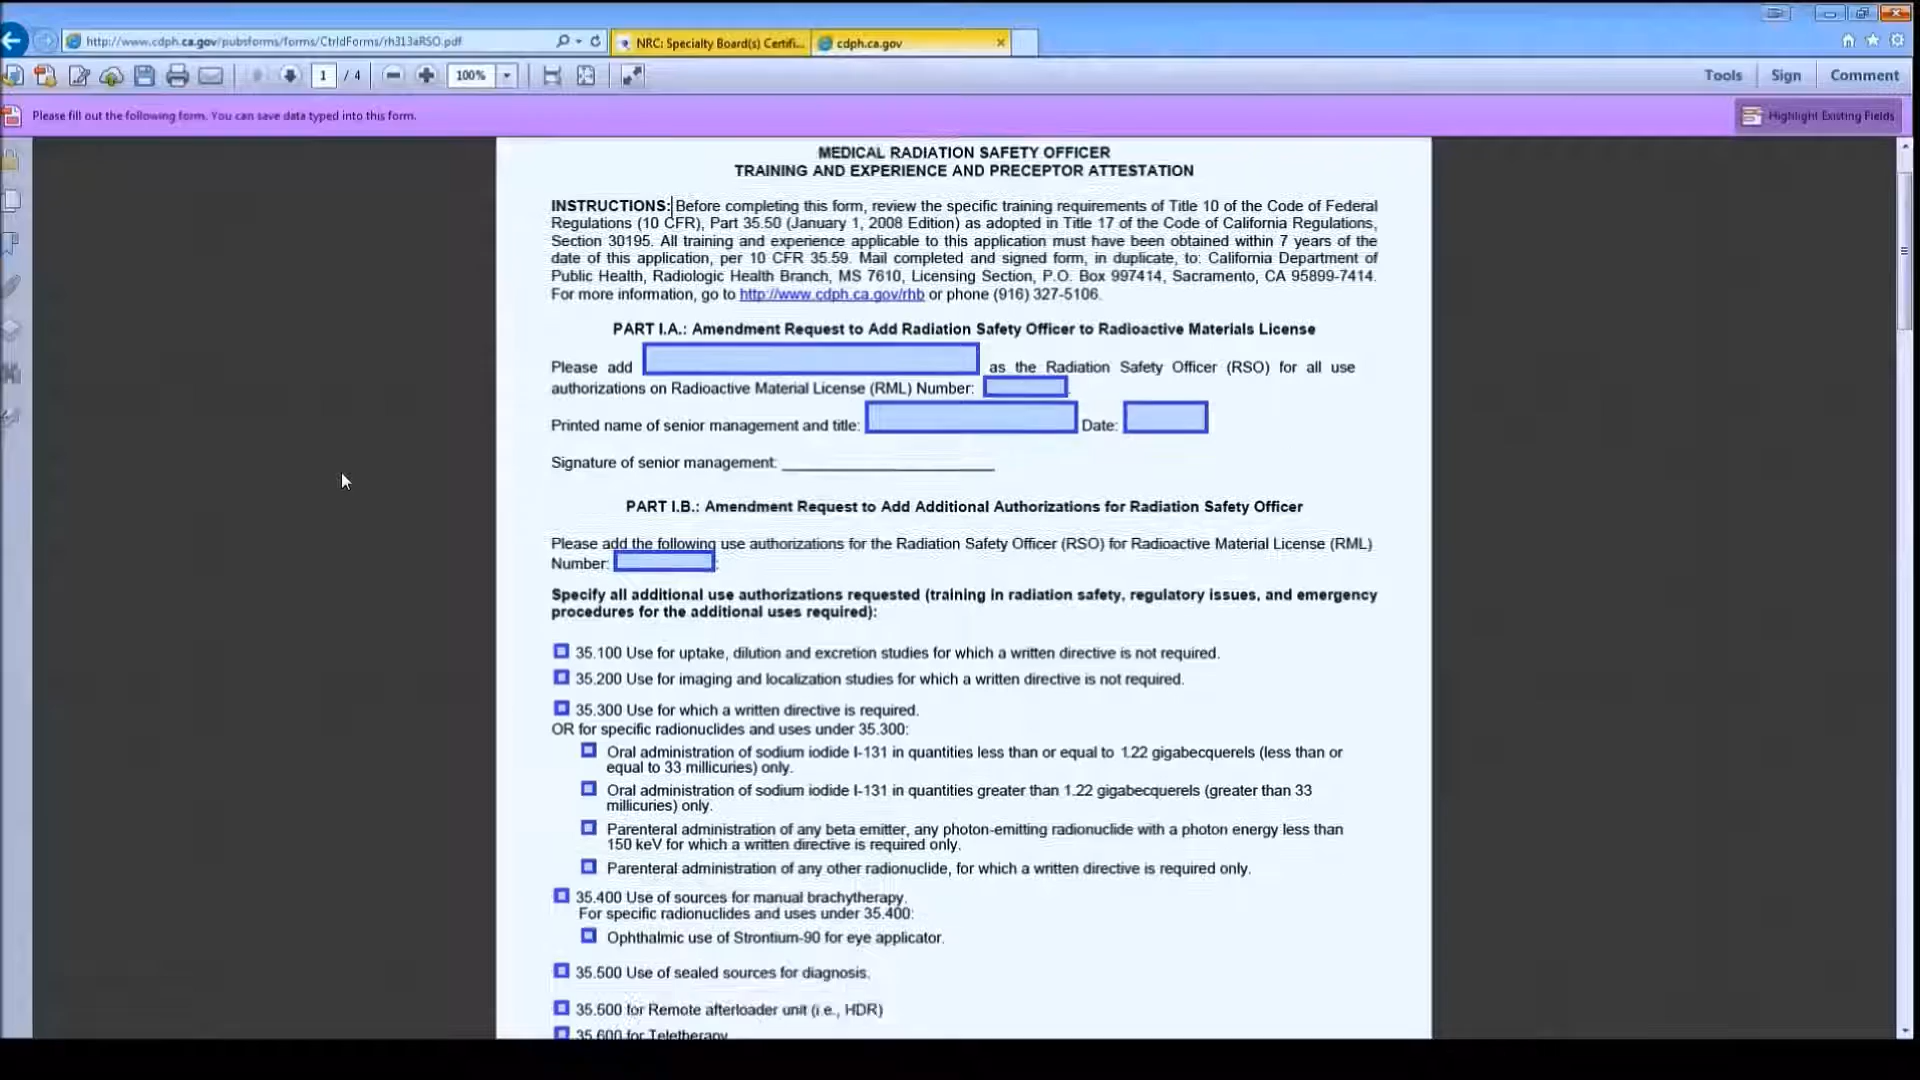 http://www.cdph.ca.gov/pubsforms/forms/CtrldForms/rh313aRSO.pdf
NRC: Specialty Board(s) Certifi...
cdph.ca.gov
1 / 4
100%
Tools
Sign
Comment
Please fill out the following form. You can save data typed into this form.
Highlight Existing Fields
MEDICAL RADIATION SAFETY OFFICER
TRAINING AND EXPERIENCE AND PRECEPTOR ATTESTATION
INSTRUCTIONS: Before completing this form, review the specific training requirements of Title 10 of the Code of Federal
Regulations (10 CFR), Part 35.50 (January 1, 2008 Edition) as adopted in Title 17 of the Code of California Regulations,
Section 30195. All training and experience applicable to this application must have been obtained within 7 years of the
date of this application, per 10 CFR 35.59. Mail completed and signed form, in duplicate, to: California Department of
Public Health, Radiologic Health Branch, MS 7610, Licensing Section, P.O. Box 997414, Sacramento, CA 95899-7414.
For more information, go to http://www.cdph.ca.gov/rhb or phone (916) 327-5106.
PART I.A.: Amendment Request to Add Radiation Safety Officer to Radioactive Materials License
Please add as the Radiation Safety Officer (RSO) for all use
authorizations on Radioactive Material License (RML) Number:
Printed name of senior management and title: Date:
Signature of senior management:
PART I.B.: Amendment Request to Add Additional Authorizations for Radiation Safety Officer
Please add the following use authorizations for the Radiation Safety Officer (RSO) for Radioactive Material License (RML)
Number: :
Specify all additional use authorizations requested (training in radiation safety, regulatory issues, and emergency
procedures for the additional uses required):
35.100 Use for uptake, dilution and excretion studies for which a written directive is not required.
35.200 Use for imaging and localization studies for which a written directive is not required.
35.300 Use for which a written directive is required.
OR for specific radionuclides and uses under 35.300:
Oral administration of sodium iodide I-131 in quantities less than or equal to 1.22 gigabecquerels (less than or
equal to 33 millicuries) only.
Oral administration of sodium iodide I-131 in quantities greater than 1.22 gigabecquerels (greater than 33
millicuries) only.
Parenteral administration of any beta emitter, any photon-emitting radionuclide with a photon energy less than
150 keV for which a written directive is required only.
Parenteral administration of any other radionuclide, for which a written directive is required only.
35.400 Use of sources for manual brachytherapy.
For specific radionuclides and uses under 35.400:
Ophthalmic use of Strontium-90 for eye applicator.
35.500 Use of sealed sources for diagnosis.
35.600 for Remote afterloader unit (i.e., HDR)
35.600 for Teletherapy